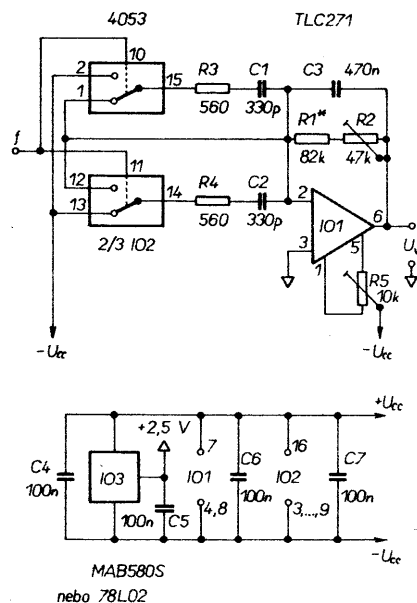 4053 TLC271
10
2 15 R3 C1 C3 470n
1 560 330p
R1* R2
f 82k 47k
11
12 14 R4 C2 2 6
13 IO1
560 330p 3 5
2/3 IO2 1 R5
10k
-Ucc -Ucc
+Ucc
+2,5 V
7 16
C4 IO3 IO1 C6 IO2 C7
100n 100n C5 4,8 100n 3,...,9 100n
-Ucc
MAB580S
nebo 78L02